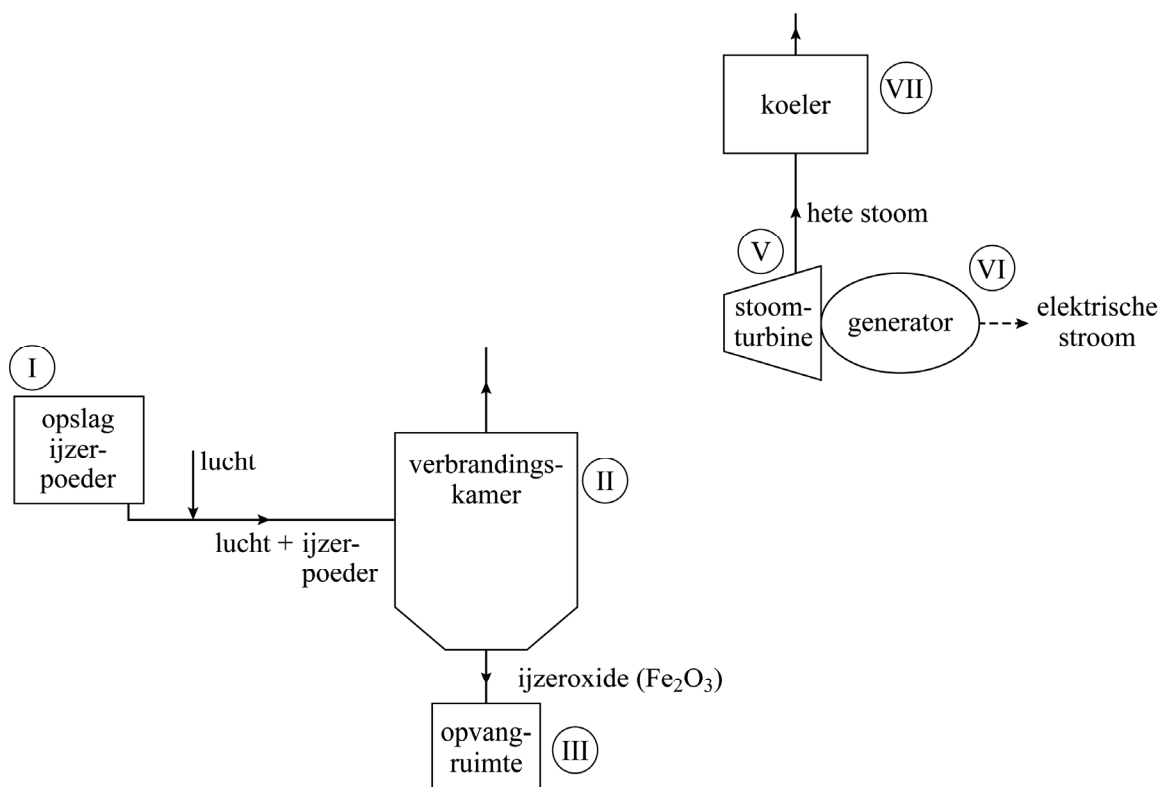 VII
koeler
hete stoom
V
VI
stoom-
turbine
generator
elektrische
stroom
I
opslag
ijzer-
poeder
lucht
verbrandings-
kamer
II
lucht + ijzer-
poeder
ijzeroxide (Fe₂O₃)
opvang-
ruimte
III